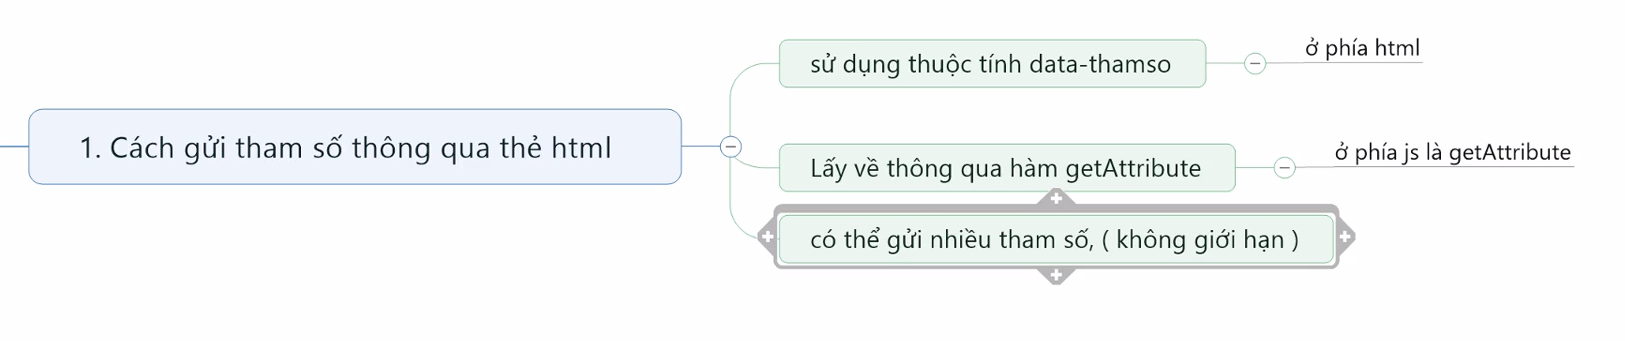 1. Cách gửi tham số thông qua thẻ html
sử dụng thuộc tính data-thamso
ở phía html
Lấy về thông qua hàm getAttribute
ở phía js là getAttribute
có thể gửi nhiều tham số, ( không giới hạn )